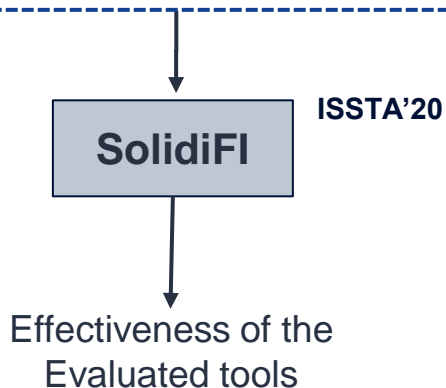 ISSTA’20
SolidiFI
Effectiveness of the
Evaluated tools